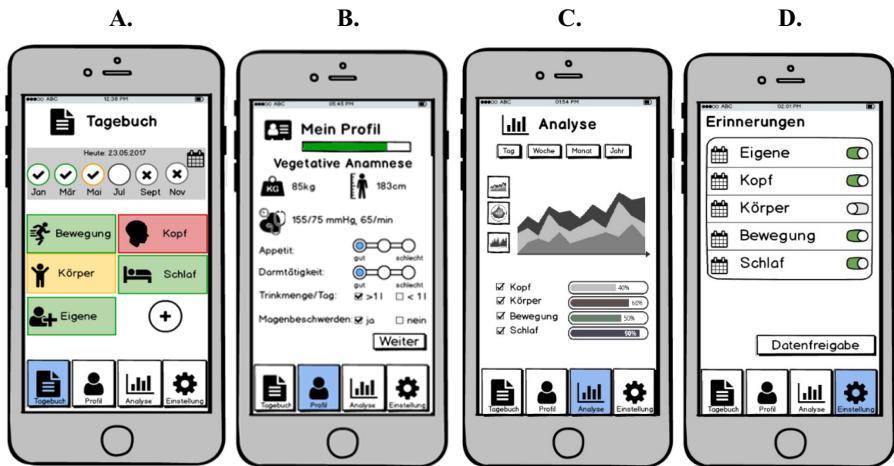 A. B. C. D.
ABC 12:38 PM
Tagebuch
Heute: 23.05.2017
Jan Mär Mai Jul Sept Nov
Bewegung Kopf
Körper Schlaf
Eigene
Tagebuch Profil Analyse Einstellung
ABC 05:45 PM
Mein Profil
Vegetative Anamnese
KG 85kg 183cm
155/75 mmHg, 65/min
Appetit:
gut schlecht
Darmtätigkeit:
gut schlecht
Trinkmenge/Tag: >1 l < 1 l
Magenbeschwerden: ja nein
Weiter
Tagebuch Profil Analyse Einstellung
ABC 01:54 PM
Analyse
Tag Woche Monat Jahr
Kopf 40%
Körper 60%
Bewegung 50%
Schlaf 90%
Tagebuch Profil Analyse Einstellung
ABC 02:01 PM
Erinnerungen
Eigene
Kopf
Körper
Bewegung
Schlaf
Datenfreigabe
Tagebuch Profil Analyse Einstellung